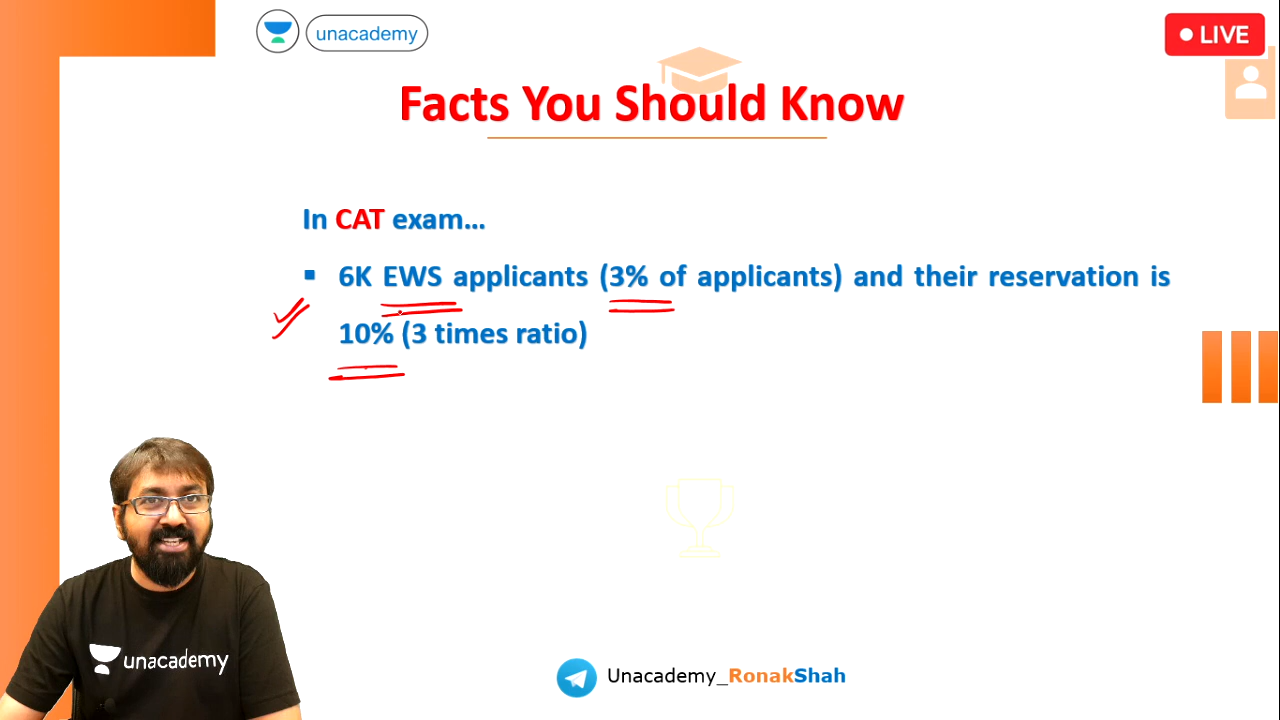 unacademy
LIVE
Facts You Should Know
In CAT exam…
▪ 6K EWS applicants (3% of applicants) and their reservation is
10% (3 times ratio)
unacademy
Unacademy_RonakShah